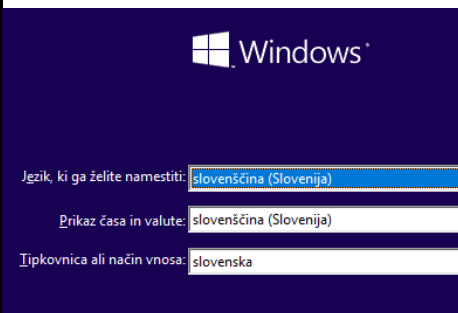 Windows
Jezik, ki ga želite namestiti: slovenščina (Slovenija)
Prikaz časa in valute: slovenščina (Slovenija)
Tipkovnica ali način vnosa: slovenska